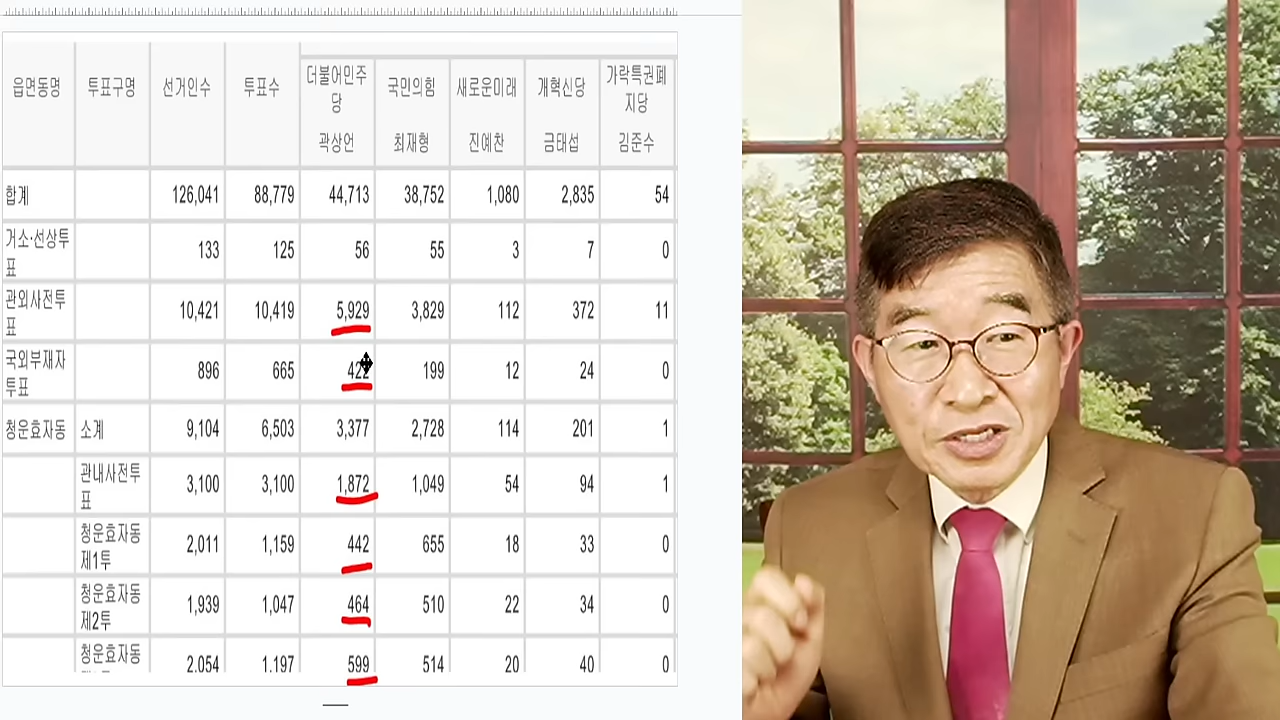 읍면동명 투표구명 선거인수 투표수 더불어민주당 곽상언 국민의힘 최재형 새로운미래 진예찬 개혁신당 금태섭 가락특권폐지당 김준수
합계 126,041 88,779 44,713 38,752 1,080 2,835 54
거소·선상투표 133 125 56 55 3 7 0
관외사전투표 10,421 10,419 5,929 3,829 112 372 11
국외부재자투표 896 665 422 199 12 24 0
청운효자동 소계 9,104 6,503 3,377 2,728 114 201 1
관내사전투표 3,100 3,100 1,872 1,049 54 94 1
청운효자동제1투 2,011 1,159 442 655 18 33 0
청운효자동제2투 1,939 1,047 464 510 22 34 0
청운효자동 2,054 1,197 599 514 20 40 0